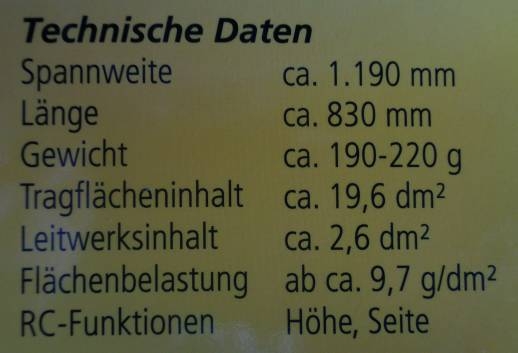 Technische Daten
Spannweite ca. 1.190 mm
Länge ca. 830 mm
Gewicht ca. 190-220 g
Tragflächeninhalt ca. 19,6 dm²
Leitwerksinhalt ca. 2,6 dm²
Flächenbelastung ab ca. 9,7 g/dm²
RC-Funktionen Höhe, Seite